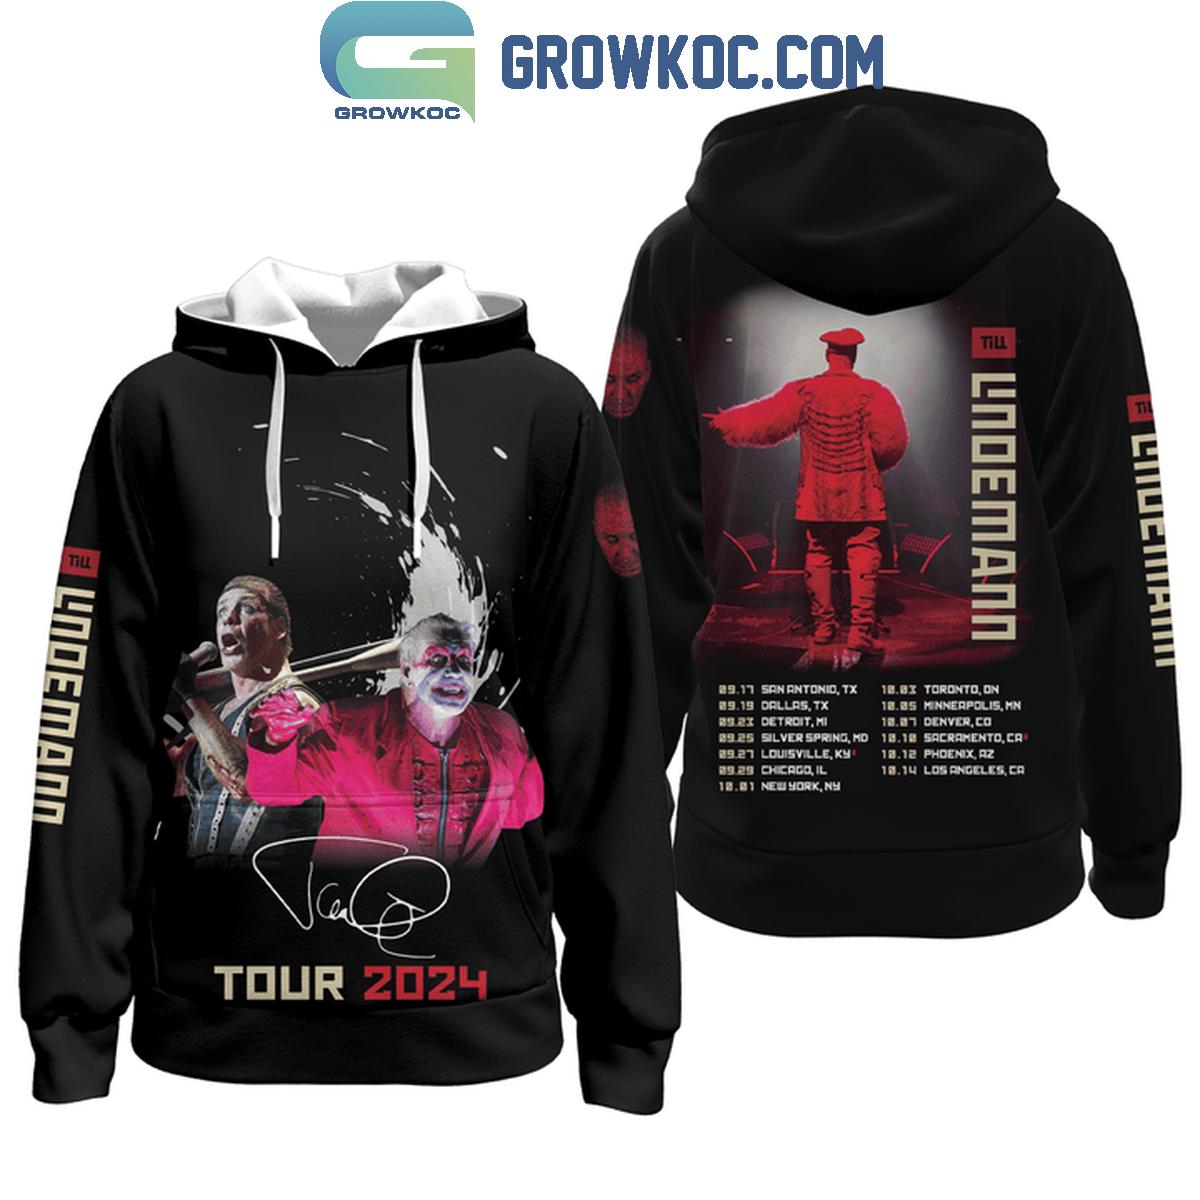 GROWKOC
GROWKOC.COM
TiLL
LINDEMANN
TOUR 2024
TiLL
LINDEMANN
TiLL
LINDEMANN
09.17 SAN ANTONIO, TX
09.19 DALLAS, TX
09.23 DETROIT, MI
09.25 SILVER SPRING, MD
09.27 LOUISVILLE, KY*
09.29 CHICAGO, IL
10.01 NEW YORK, NY
10.03 TORONTO, ON
10.05 MINNEAPOLIS, MN
10.07 DENVER, CO
10.10 SACRAMENTO, CA*
10.12 PHOENIX, AZ
10.14 LOS ANGELES, CA